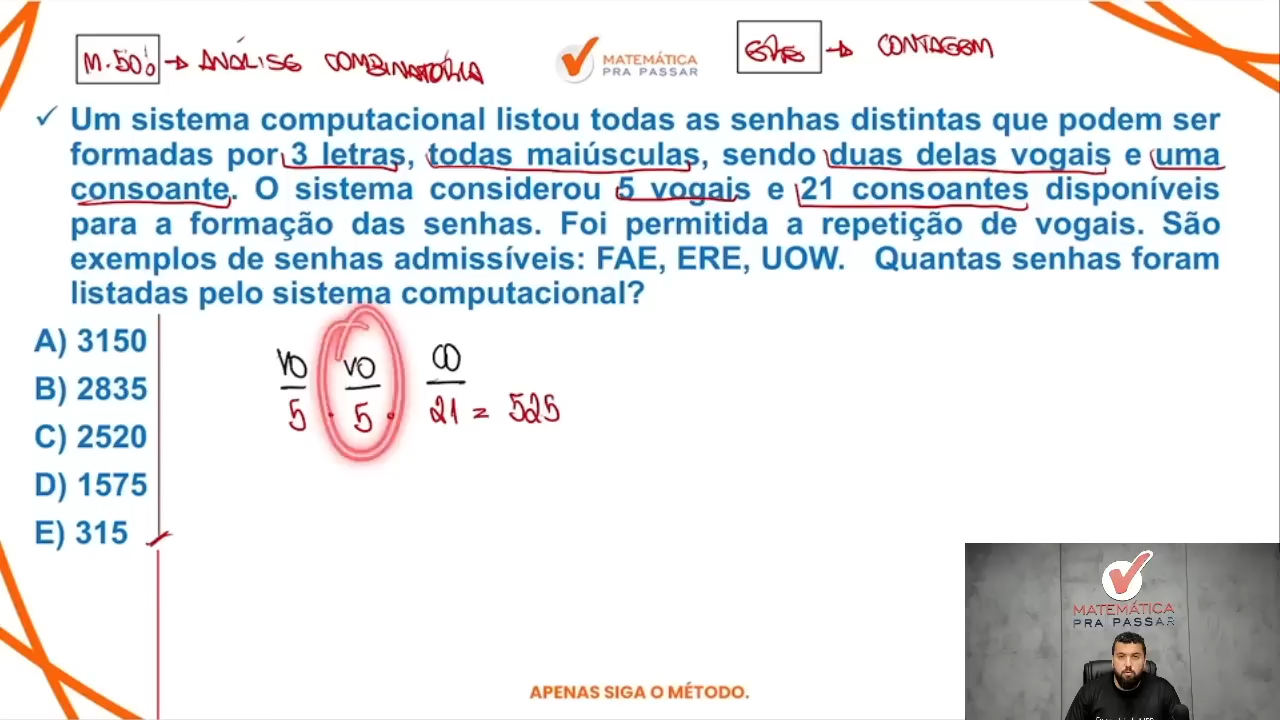 M.50% → ANÁLISE COMBINATÓRIA
MATEMÁTICA
PRA PASSAR
→ CONTAGEM
✓ Um sistema computacional listou todas as senhas distintas que podem ser
formadas por 3 letras, todas maiúsculas, sendo duas delas vogais e uma
consoante. O sistema considerou 5 vogais e 21 consoantes disponíveis
para a formação das senhas. Foi permitida a repetição de vogais. São
exemplos de senhas admissíveis: FAE, ERE, UOW. Quantas senhas foram
listadas pelo sistema computacional?
A) 3150
B) 2835
C) 2520
D) 1575
E) 315
VO VO CO
5 . 5 . 21 = 525
MATEMÁTICA
PRA PASSAR
APENAS SIGA O MÉTODO.